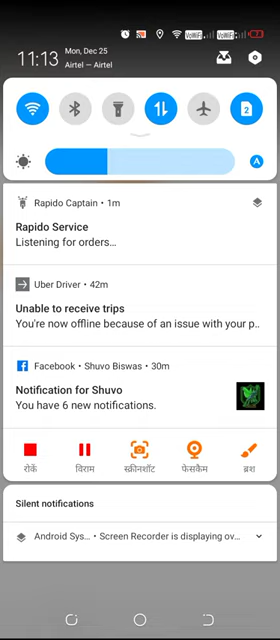 VoWiFi VoWiFi
11:13
Mon, Dec 25
Airtel — Airtel
2
A
Rapido Captain • 1m
Rapido Service
Listening for orders…
Uber Driver • 42m
Unable to receive trips
You're now offline because of an issue with your p..
Facebook • Shuvo Biswas • 30m
Notification for Shuvo
You have 6 new notifications.
रोकें विराम स्क्रीनशॉट फेसकैम ब्रश
Silent notifications
Android Sys… • Screen Recorder is displaying ov…